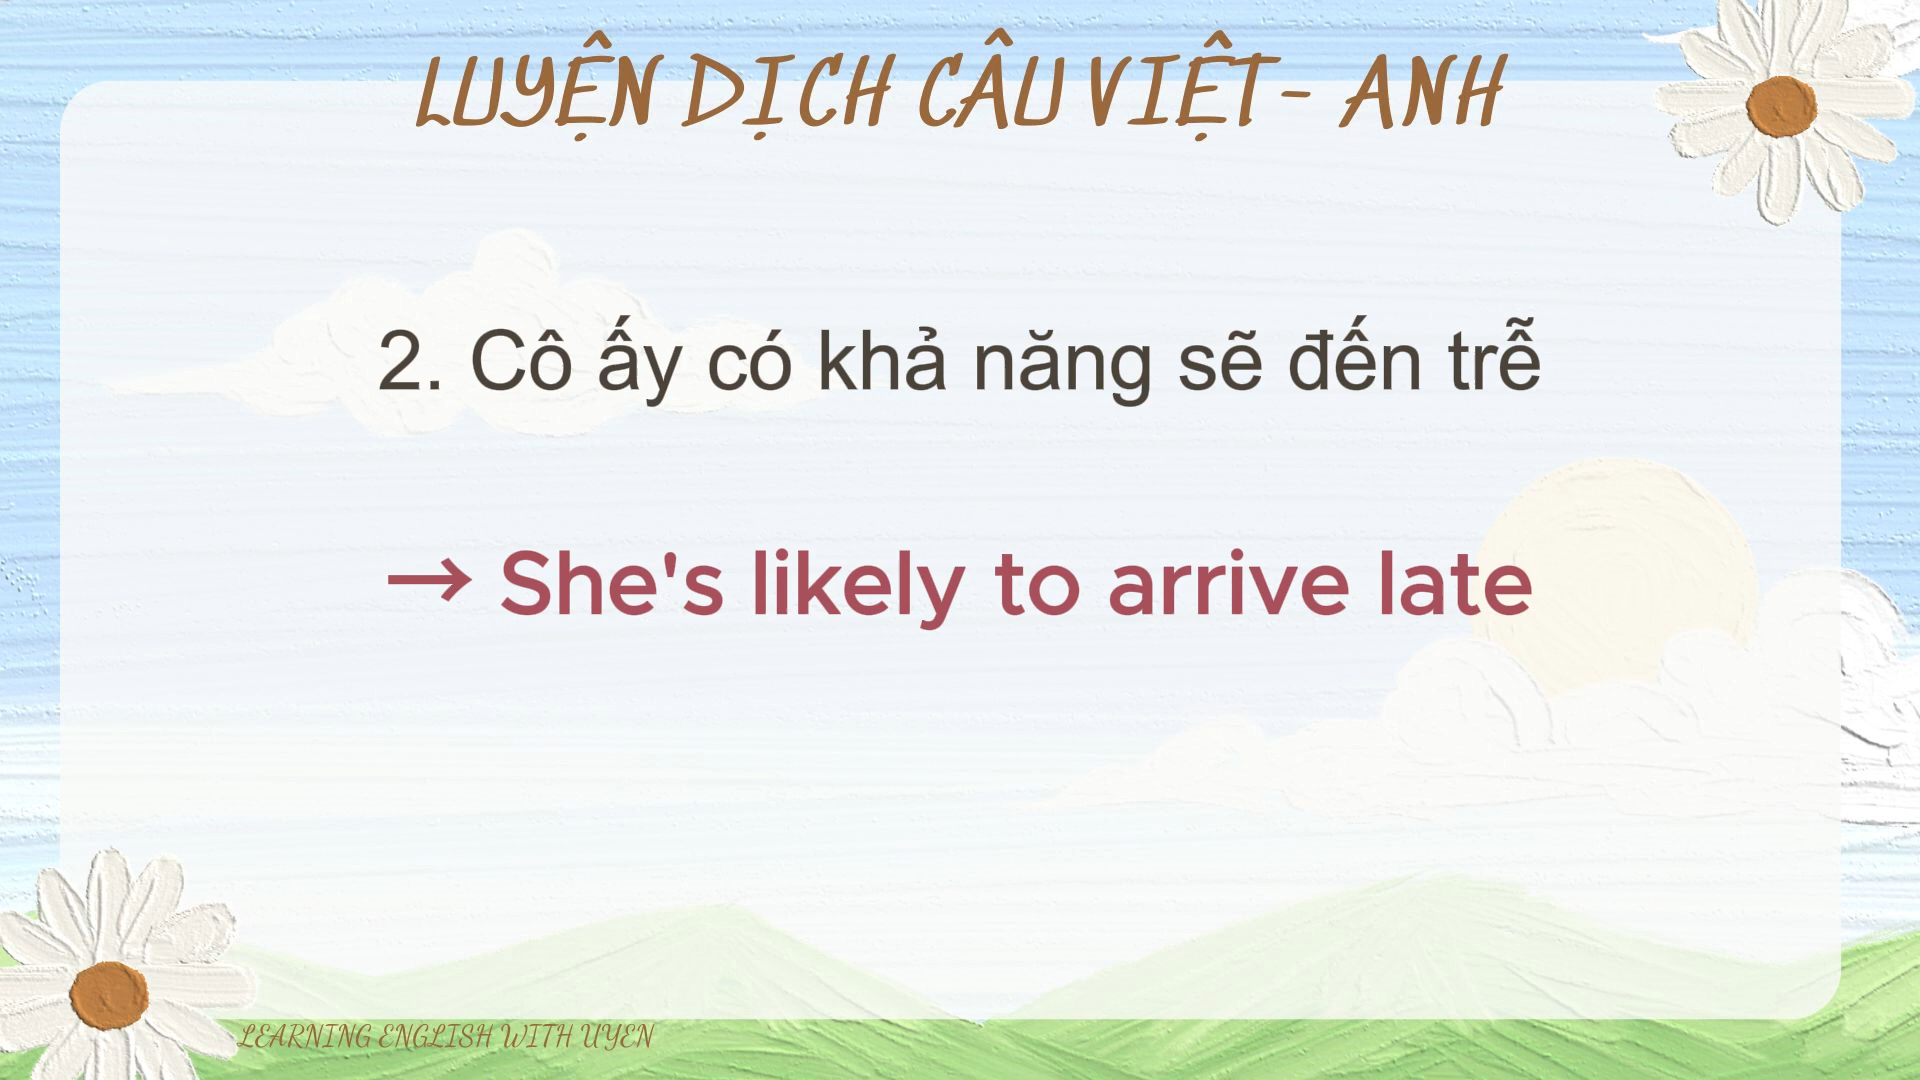 LUYỆN DỊCH CÂU VIỆT - ANH
2. Cô ấy có khả năng sẽ đến trễ
→ She's likely to arrive late
LEARNING ENGLISH WITH UYEN